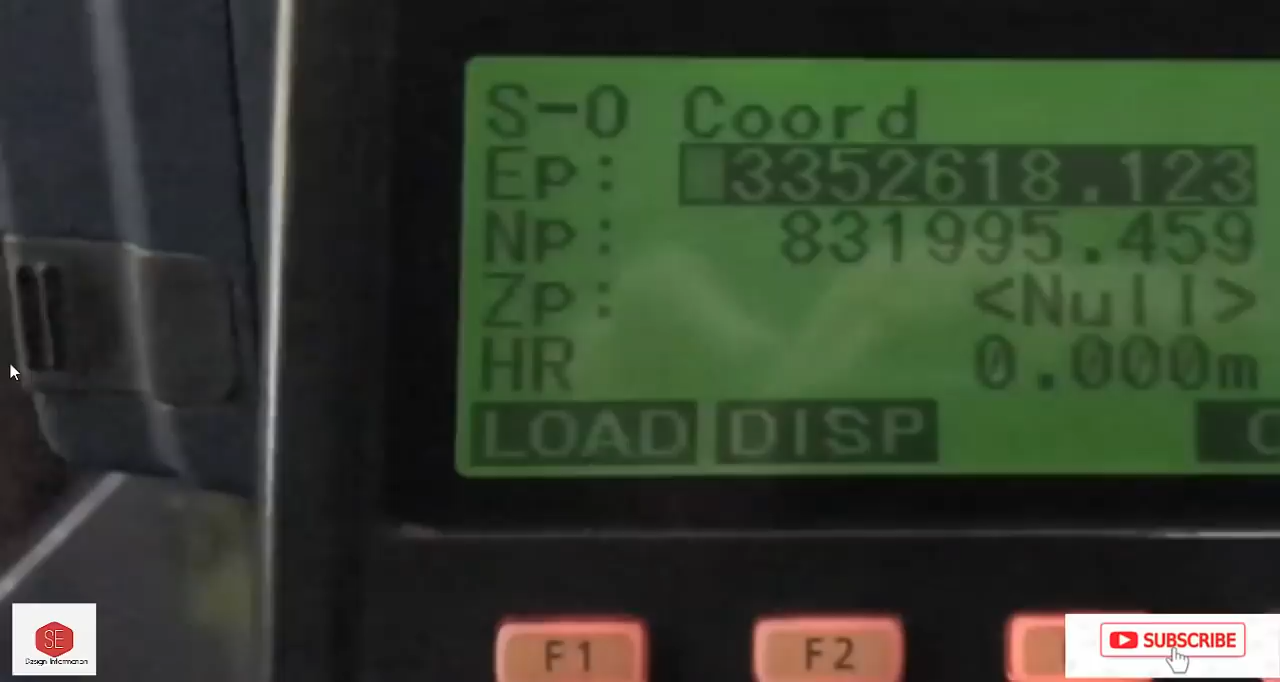 S-O Coord
Ep: 3352618.123
Np: 831995.459
Zp: <Null>
HR 0.000m
LOAD DISP
F1 F2
SE
Design Information
SUBSCRIBE